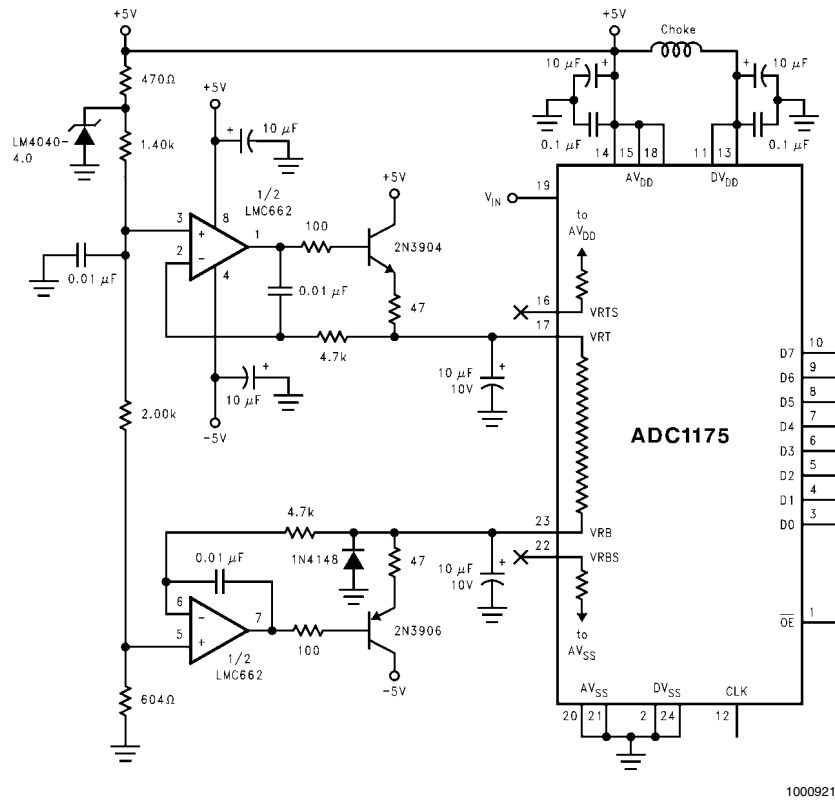 +5V
+5V
Choke
470Ω
+5V
10 μF
+
+
10 μF
LM4040-
4.0
1.40k
+
10 μF
0.1 μF
0.1 μF
14
15
18
11
13
AVDD
DVDD
1/2
LMC662
+5V
VIN
19
3
8
+
2
−
1
4
100
2N3904
to
AVDD
0.01 μF
0.01 μF
47
16
VRTS
17
VRT
4.7k
10 μF
+
10 μF
10V
+
-5V
2.00k
ADC1175
D7
10
D6
9
D5
8
D4
7
D3
6
D2
5
D1
4
D0
3
4.7k
23
VRB
22
VRBS
0.01 μF
1N4148
47
10 μF
10V
+
6
−
5
+
7
100
2N3906
to
AVSS
OE
1
1/2
LMC662
-5V
604Ω
AVSS
DVSS
CLK
20
21
2
24
12
1000921